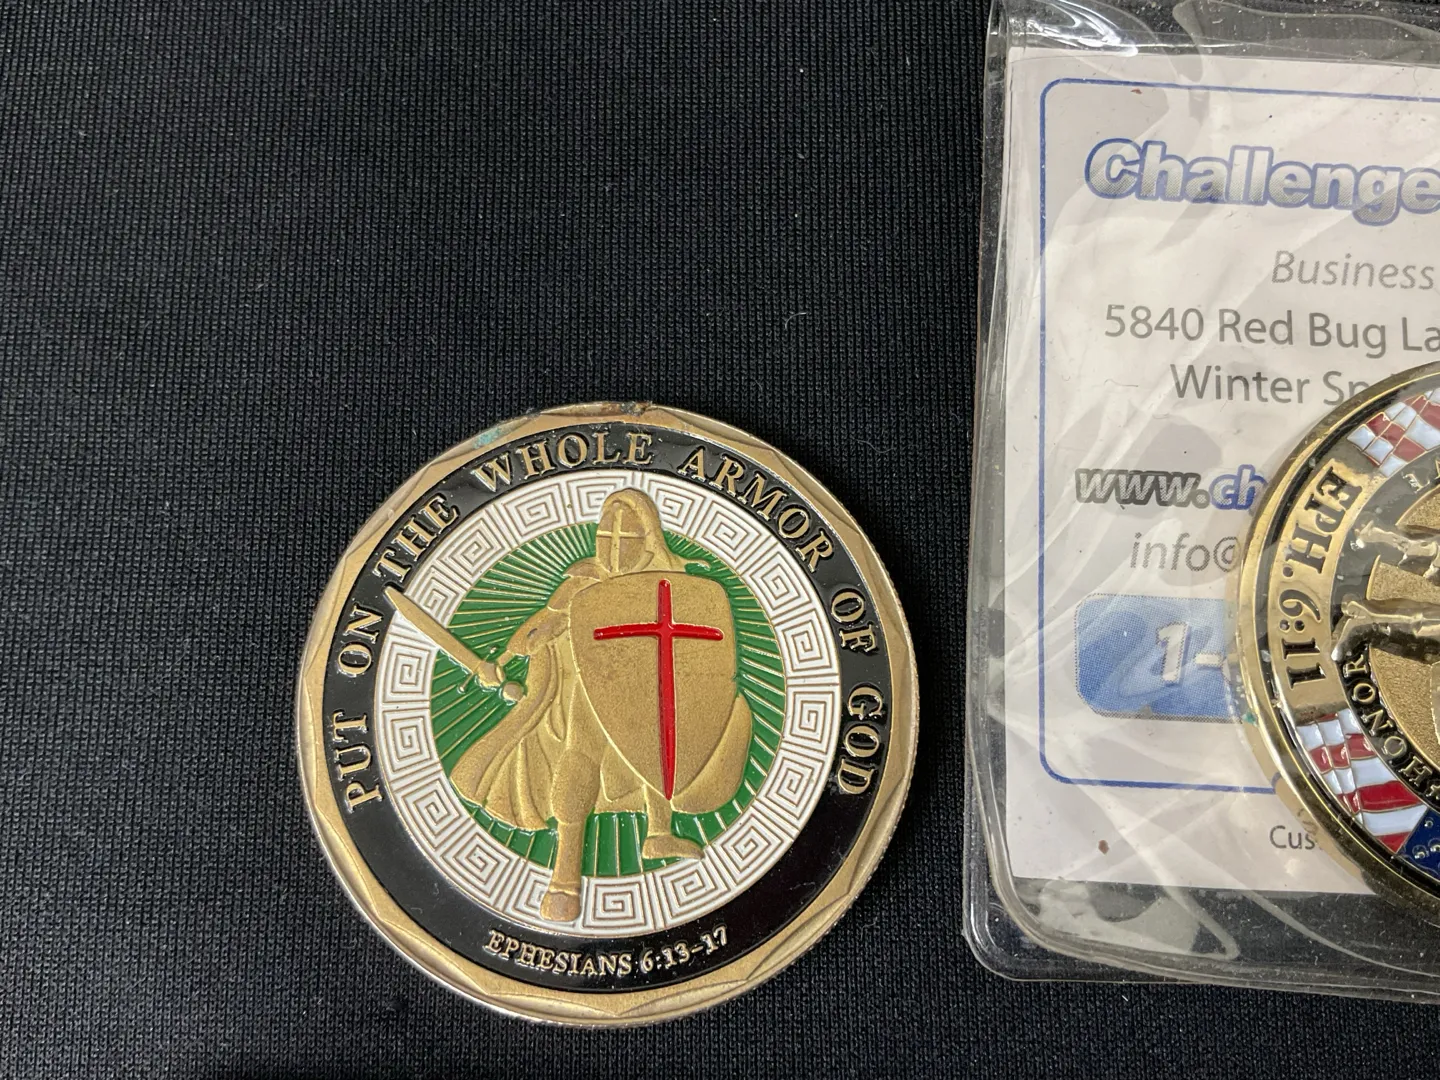 PUT ON THE WHOLE ARMOR OF GOD
EPHESIANS 6:13-17
Challenge
Business
5840 Red Bug La
Winter Sp
www.ch
info@
1-
Cus
EPH. 6:11
HONOR